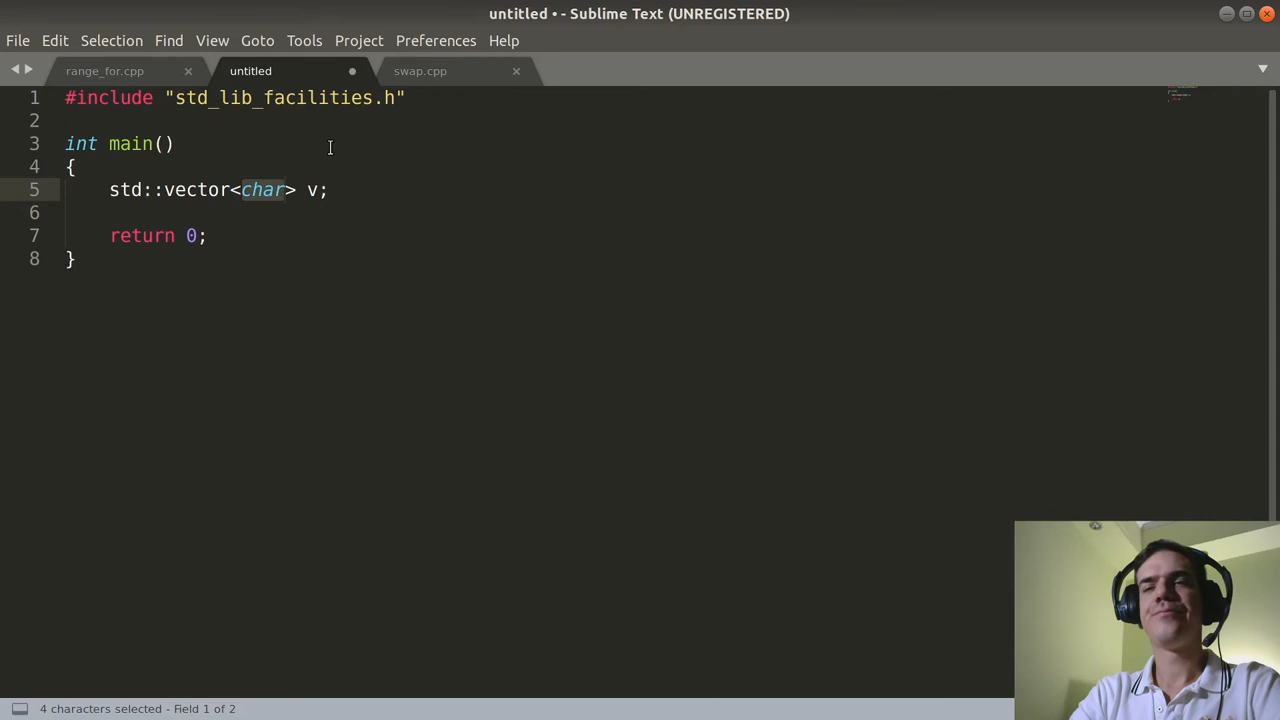 untitled • - Sublime Text (UNREGISTERED)
File Edit Selection Find View Goto Tools Project Preferences Help
range_for.cpp untitled swap.cpp
1 #include "std_lib_facilities.h"
2
3 int main()
4 {
5 std::vector<char> v;
6
7 return 0;
8 }
4 characters selected - Field 1 of 2